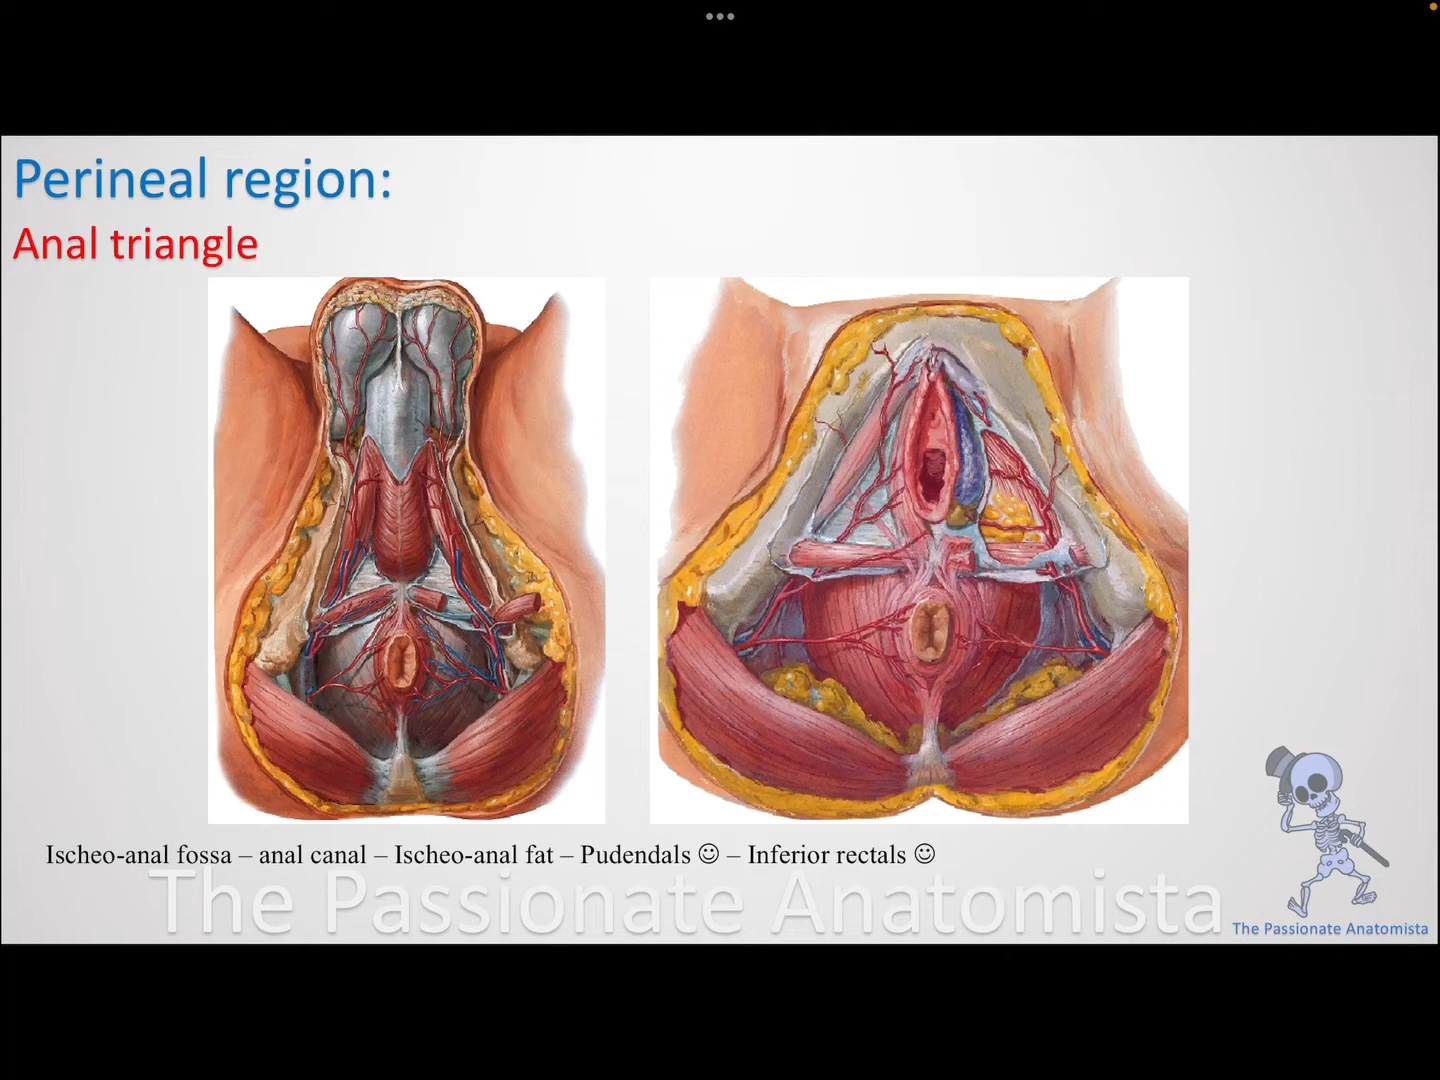 Perineal region:
Anal triangle
Ischeo-anal fossa – anal canal – Ischeo-anal fat – Pudendals ☺ – Inferior rectals ☺
The Passionate Anatomista
The Passionate Anatomista